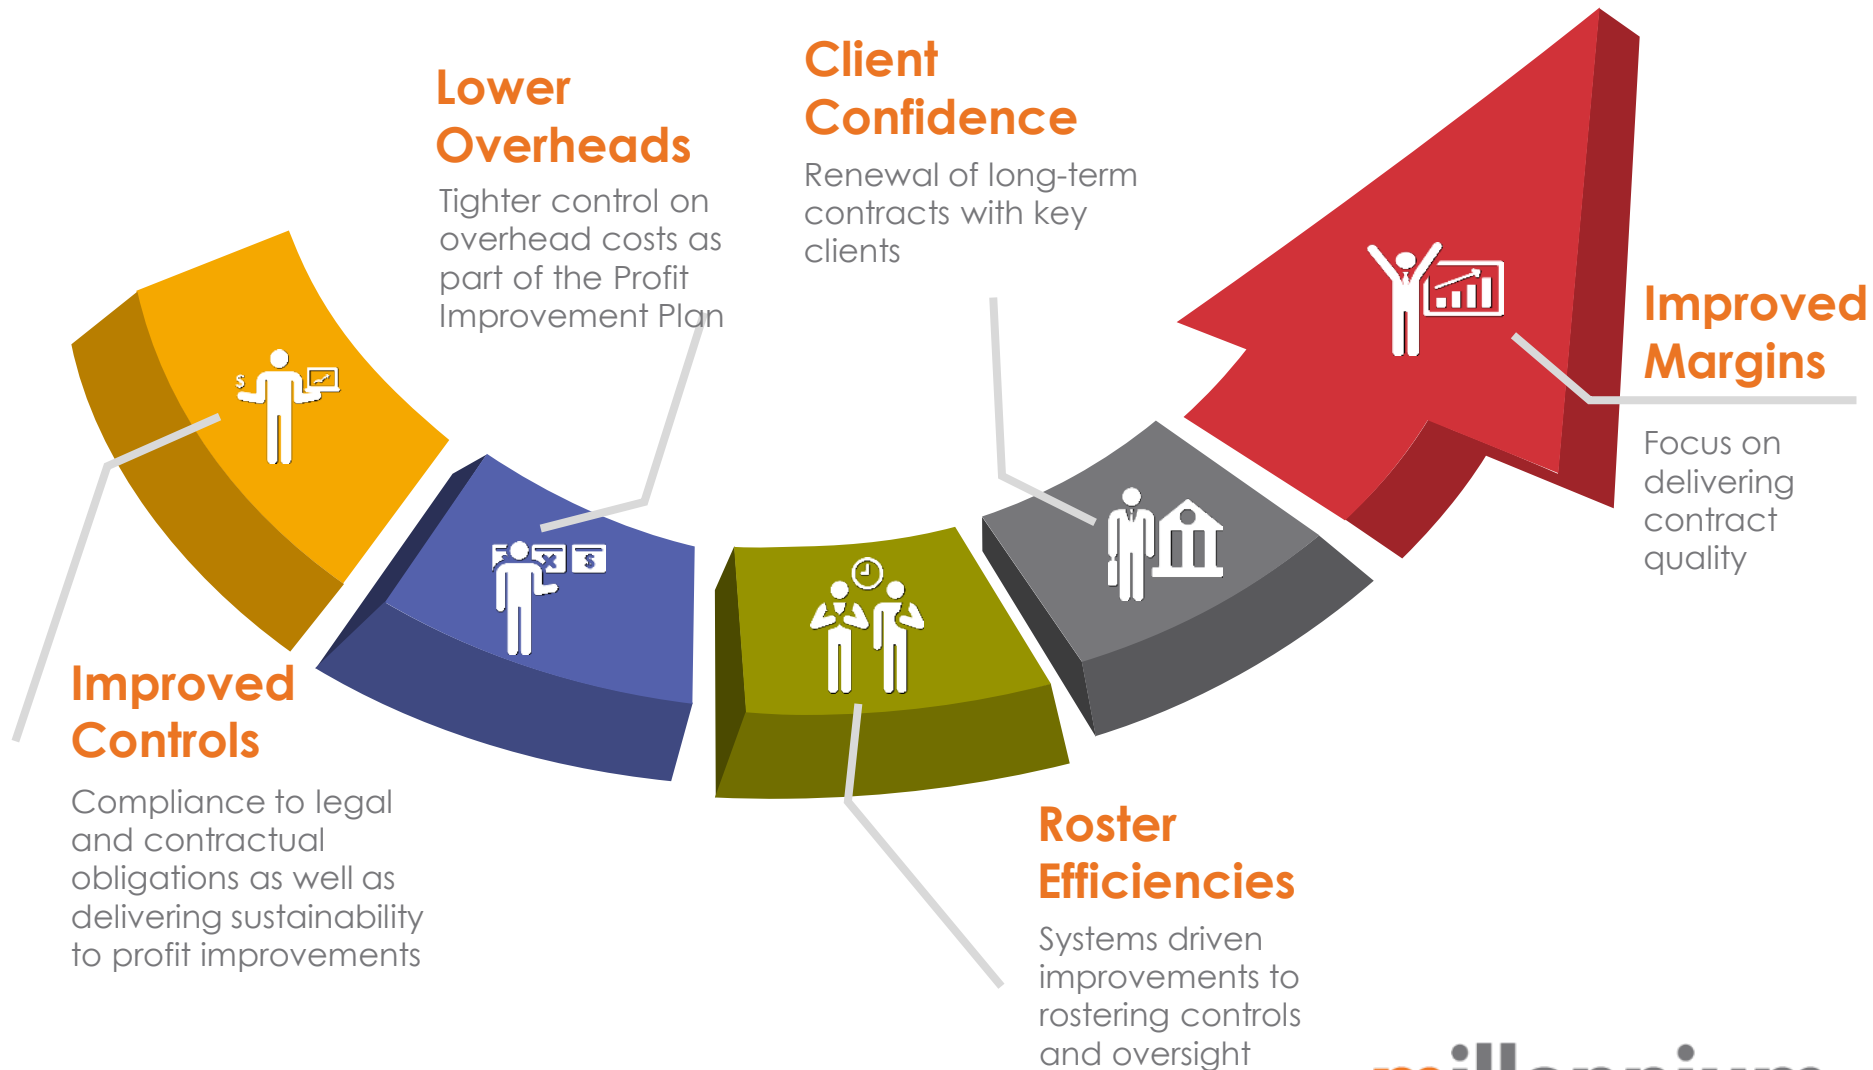 Lower
Overheads
Tighter control on
overhead costs as
part of the Profit
Improvement Plan
Client
Confidence
Renewal of long-term
contracts with key
clients
Improved
Margins
Focus on
delivering
contract
quality
Improved
Controls
Compliance to legal
and contractual
obligations as well as
delivering sustainability
to profit improvements
Roster
Efficiencies
Systems driven
improvements to
rostering controls
and oversight
millennium